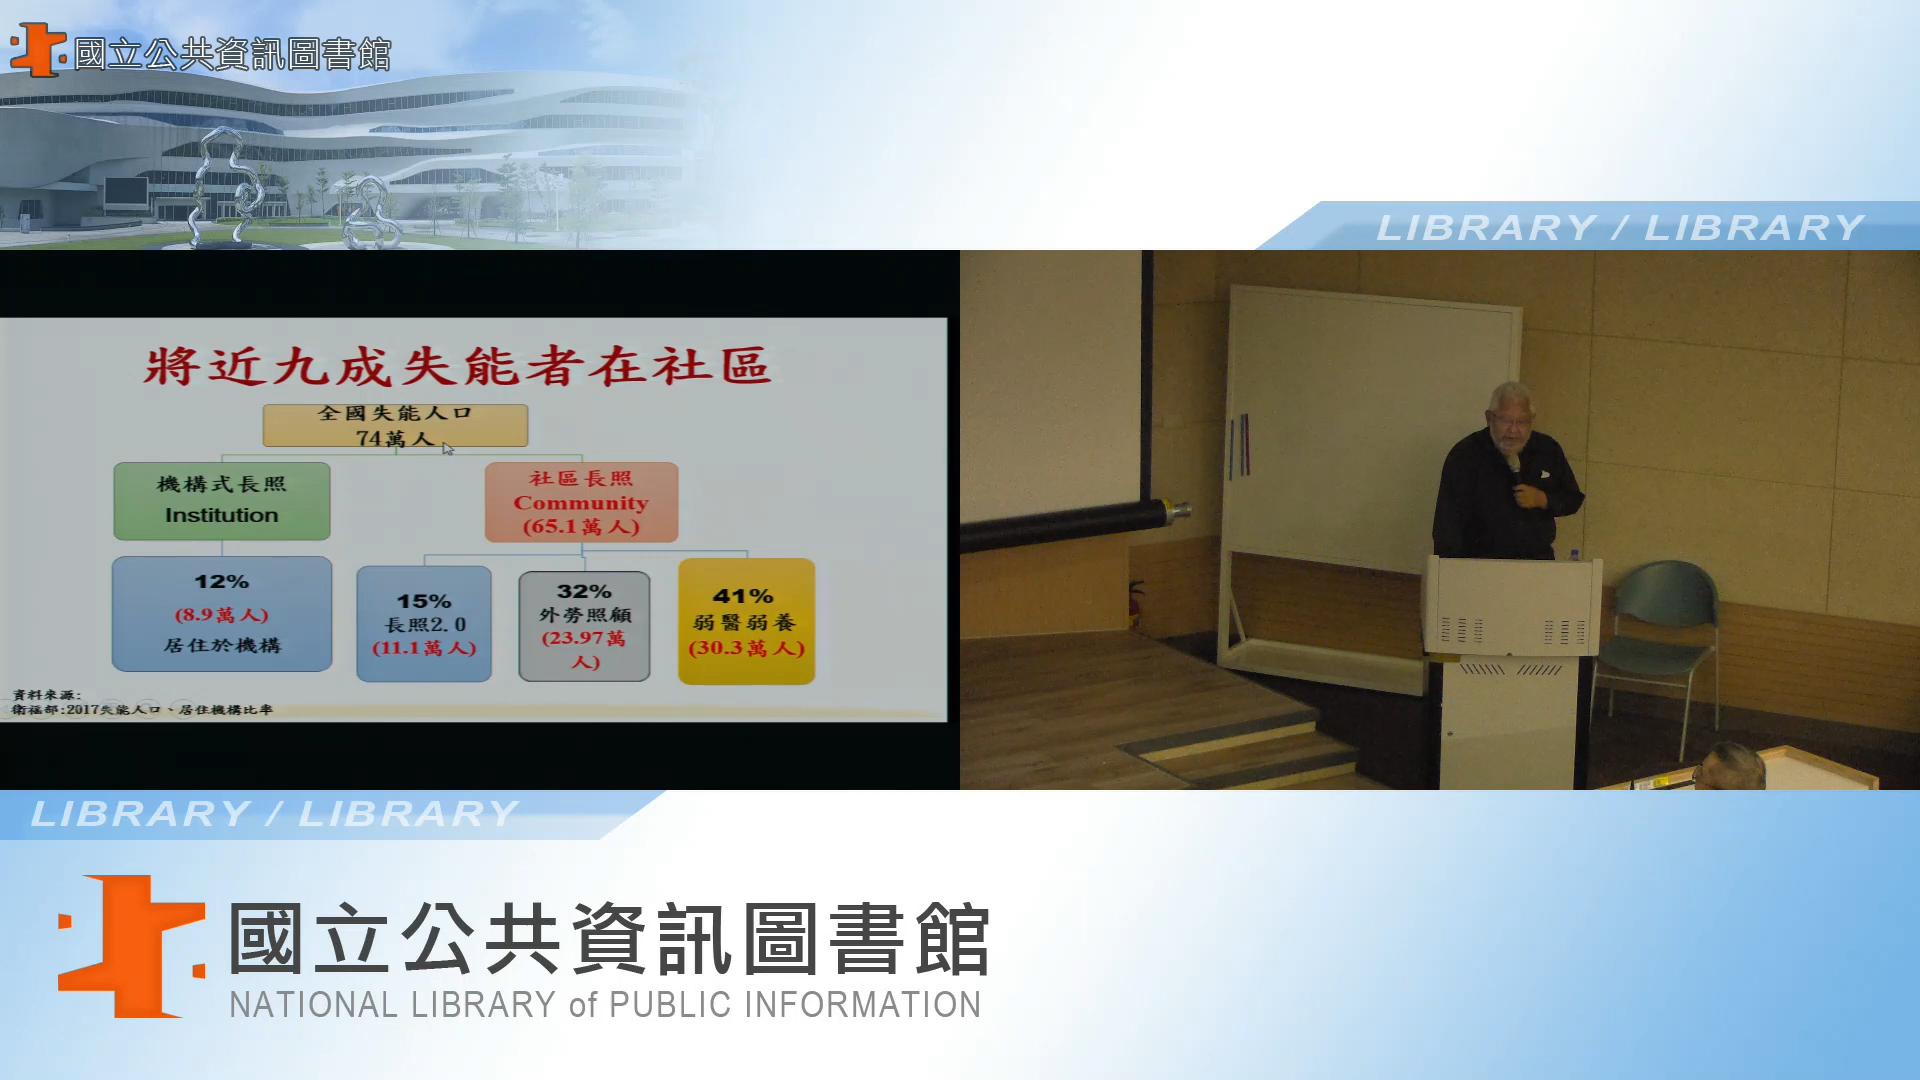 國立公共資訊圖書館
LIBRARY / LIBRARY
將近九成失能者在社區
全國失能人口
74萬人
機構式長照
Institution
社區長照
Community
(65.1萬人)
12%
(8.9萬人)
居住於機構
15%
長照2.0
(11.1萬人)
32%
外勞照顧
(23.97萬
人)
41%
弱醫弱養
(30.3萬人)
資料來源:
衛福部:2017失能人口、居住機構比率
LIBRARY / LIBRARY
國立公共資訊圖書館
NATIONAL LIBRARY of PUBLIC INFORMATION